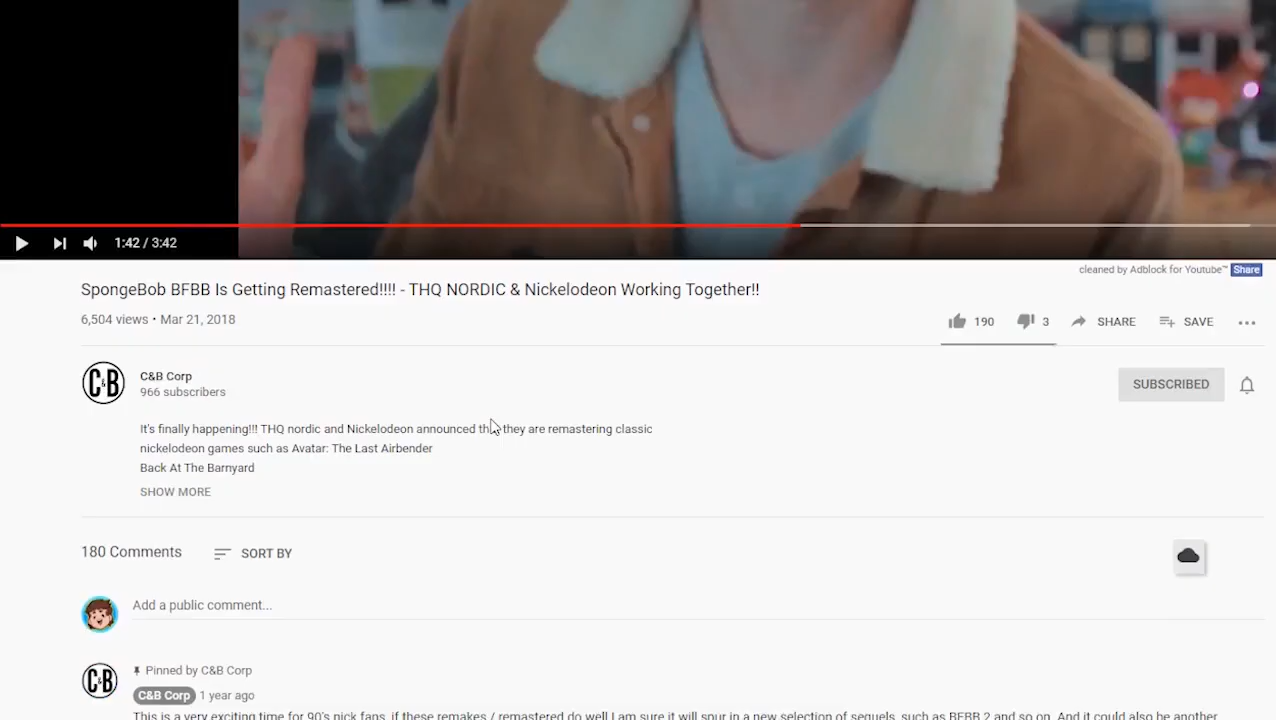 1:42 / 3:42
cleaned by Adblock for Youtube™ Share
SpongeBob BFBB Is Getting Remastered!!!! - THQ NORDIC & Nickelodeon Working Together!!
6,504 views • Mar 21, 2018
190 3 SHARE SAVE
C&B
C&B Corp
966 subscribers
SUBSCRIBED
It's finally happening!!! THQ nordic and Nickelodeon announced they are remastering classic
nickelodeon games such as Avatar: The Last Airbender
Back At The Barnyard
SHOW MORE
180 Comments SORT BY
Add a public comment...
C&B
Pinned by C&B Corp
C&B Corp 1 year ago
This is a very exciting time for 90's nick fans, if these remakes / remastered do well I am sure it will spur in a new selection of sequels, such as BFBB 2 and so on. And it could also be another